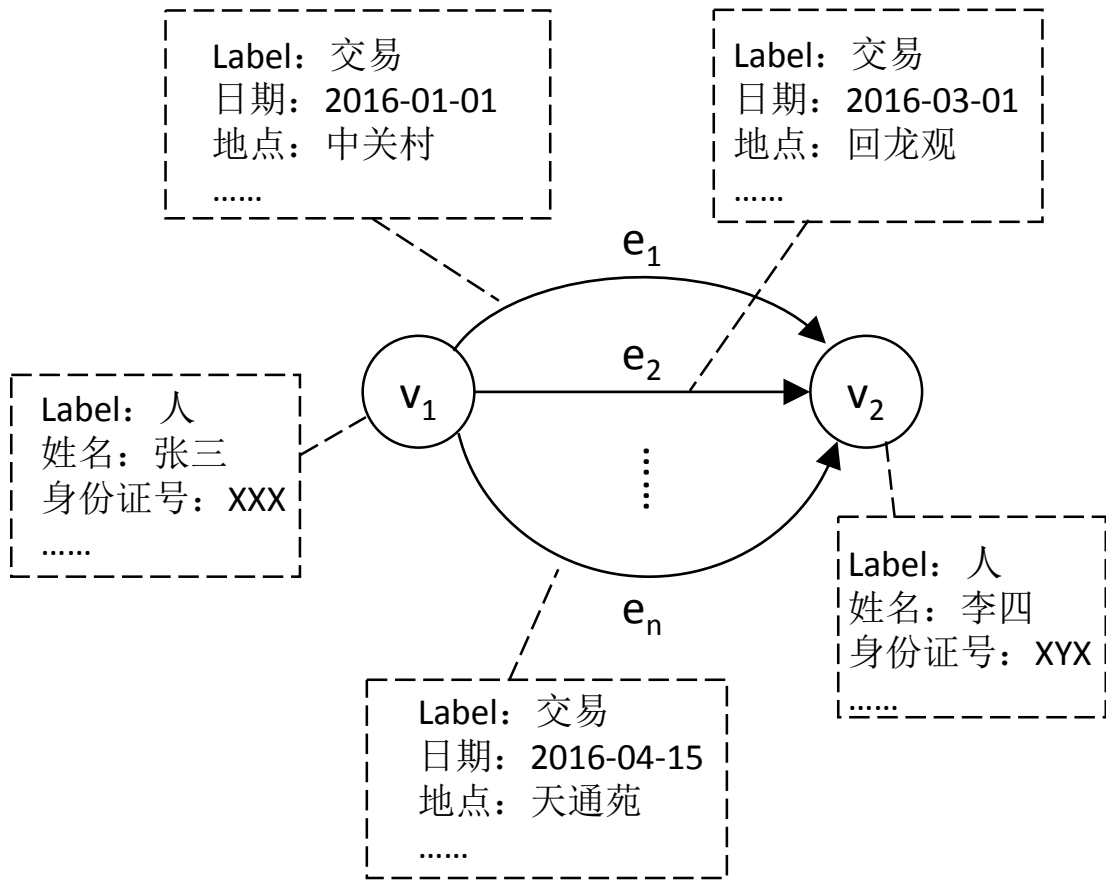 Label：交易
日期：2016-01-01
地点：中关村
……
Label：交易
日期：2016-03-01
地点：回龙观
……
e1
v1
e2
v2
Label：人
姓名：张三
身份证号：XXX
……
……
en
Label：人
姓名：李四
身份证号：XYX
……
Label：交易
日期：2016-04-15
地点：天通苑
……